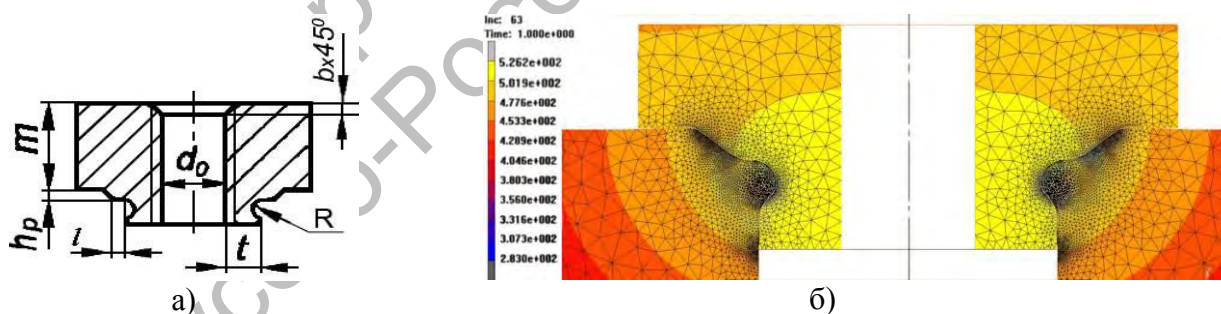 bx45⁰
m
d₀
hp
l
t
R
а)
Inc: 63
Time: 1.000e+000
5.262e+002
5.019e+002
4.776e+002
4.533e+002
4.289e+002
4.046e+002
3.803e+002
3.560e+002
3.316e+002
3.073e+002
2.830e+002
б)